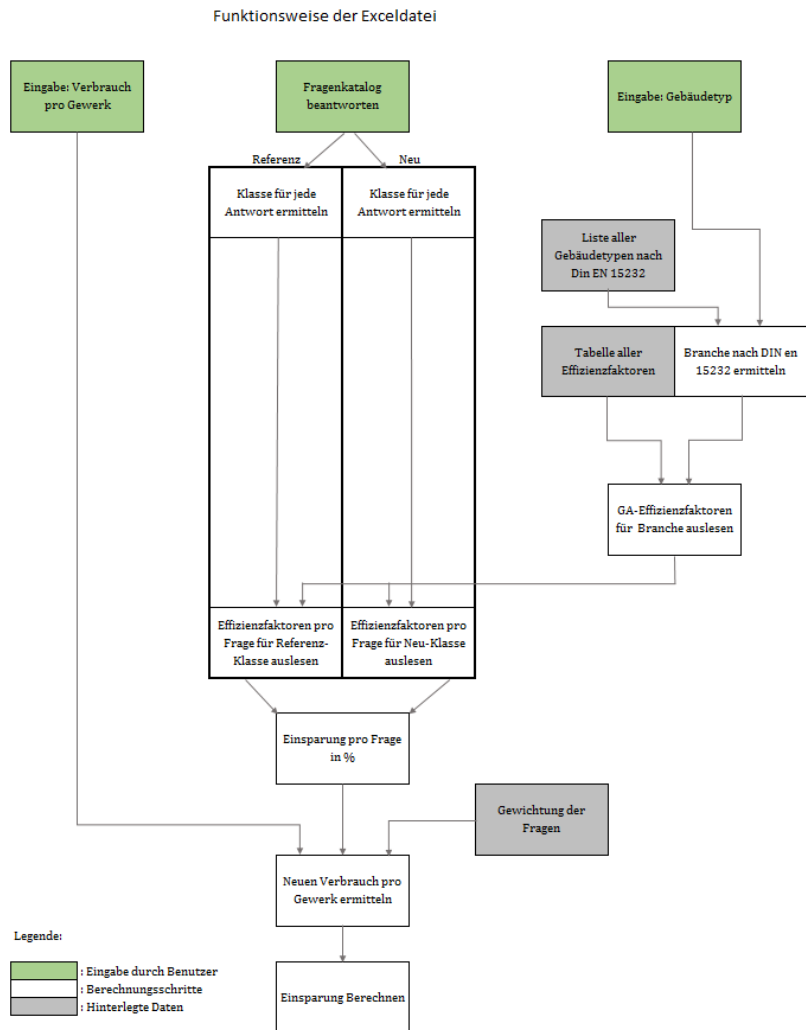 Funktionsweise der Exceldatei
Eingabe: Verbrauch
pro Gewerk
Fragenkatalog
beantworten
Eingabe: Gebäudetyp
Referenz
Neu
Klasse für jede
Antwort ermitteln
Klasse für jede
Antwort ermitteln
Liste aller
Gebäudetypen nach
Din EN 15232
Tabelle aller
Effizienzfaktoren
Branche nach DIN en
15232 ermitteln
GA-Effizienzfaktoren
für Branche auslesen
Effizienzfaktoren pro
Frage für Referenz-
Klasse auslesen
Effizienzfaktoren pro
Frage für Neu-Klasse
auslesen
Einsparung pro Frage
in %
Gewichtung der
Fragen
Neuen Verbrauch pro
Gewerk ermitteln
Einsparung Berechnen
Legende:
: Eingabe durch Benutzer
: Berechnungsschritte
: Hinterlegte Daten